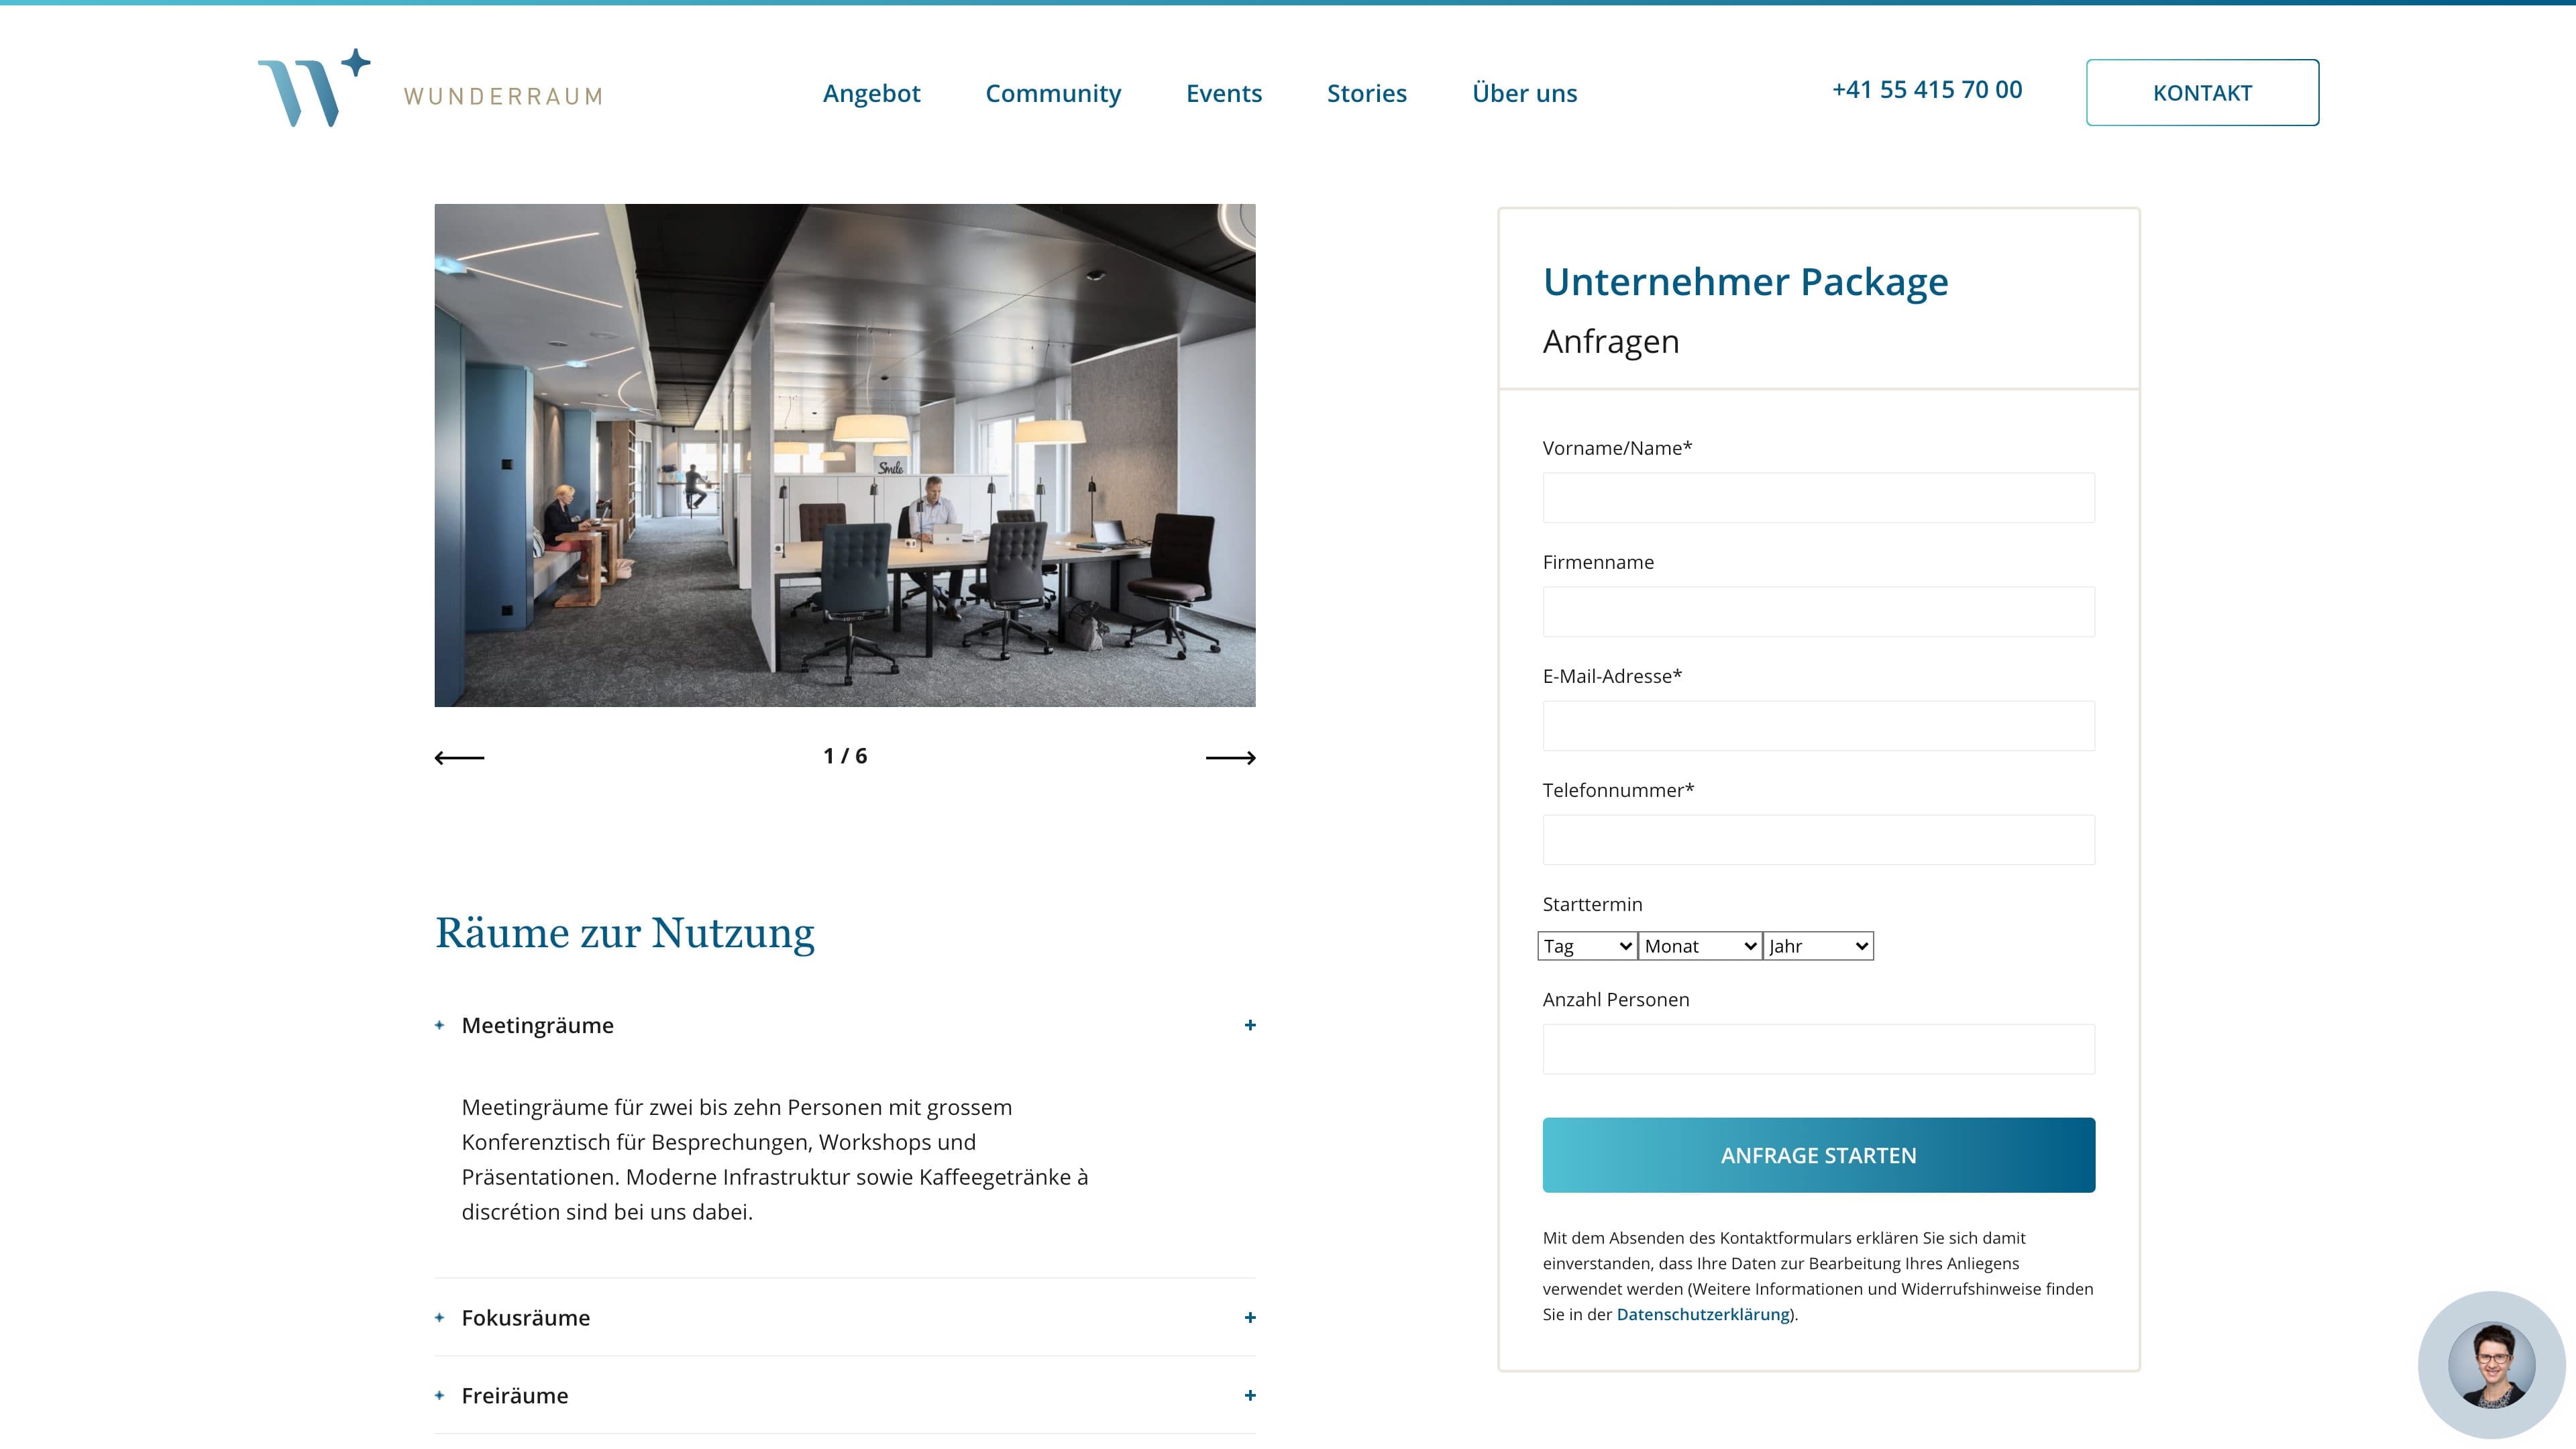 WUNDERRAUM
Angebot
Community
Events
Stories
Über uns
+41 55 415 70 00
KONTAKT
Smile
1 / 6
Räume zur Nutzung
Meetingräume
Meetingräume für zwei bis zehn Personen mit grossem
Konferenztisch für Besprechungen, Workshops und
Präsentationen. Moderne Infrastruktur sowie Kaffeegetränke à
discrétion sind bei uns dabei.
Fokusräume
Freiräume
Unternehmer Package
Anfragen
Vorname/Name*
Firmenname
E-Mail-Adresse*
Telefonnummer*
Starttermin
Tag
Monat
Jahr
Anzahl Personen
ANFRAGE STARTEN
Mit dem Absenden des Kontaktformulars erklären Sie sich damit
einverstanden, dass Ihre Daten zur Bearbeitung Ihres Anliegens
verwendet werden (Weitere Informationen und Widerrufshinweise finden
Sie in der Datenschutzerklärung).